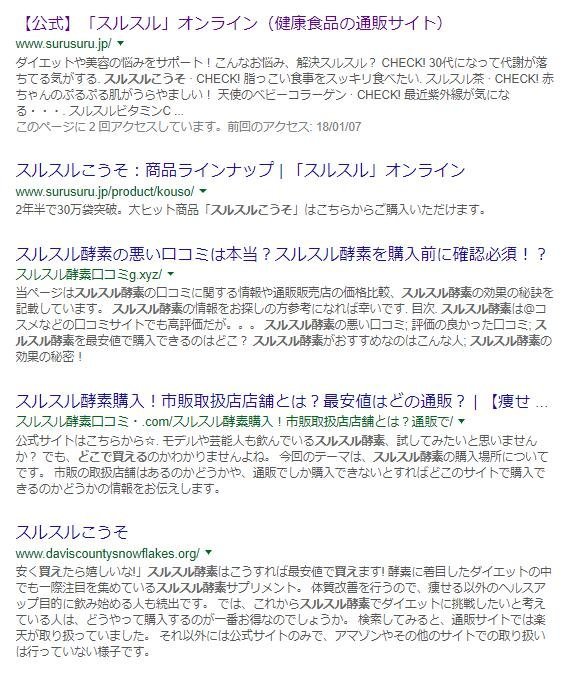 【公式】「スルスル」オンライン（健康食品の通販サイト）
www.surusuru.jp/
ダイエットや美容の悩みをサポート！こんなお悩み、解決スルスル？ CHECK! 30代になって代謝が落
ちてる気がする. スルスルこうそ · CHECK! 脂っこい食事をスッキリ食べたい. スルスル茶 · CHECK! 赤
ちゃんのぷるぷる肌がうらやましい！ 天使のベビーコラーゲン · CHECK! 最近紫外線が気にな
る・・・. スルスルビタミンC ...
このページに 2 回アクセスしています。前回のアクセス: 18/01/07
スルスルこうそ：商品ラインナップ | 「スルスル」オンライン
www.surusuru.jp/product/kouso/
2年半で30万袋突破。大ヒット商品「スルスルこうそ」はこちらからご購入いただけます。
スルスル酵素の悪い口コミは本当？スルスル酵素を購入前に確認必須！？
スルスル酵素口コミg.xyz/
当ページはスルスル酵素の口コミに関する情報や通販販売店の価格比較、スルスル酵素の効果の秘訣を
記載しています。 スルスル酵素の情報をお探しの方参考になれば幸いです. 目次. スルスル酵素は@コ
スメなどの口コミサイトでも高評価だが。。。 スルスル酵素の悪い口コミ; 評価の良かった口コミ; ス
ルスル酵素を最安値で購入できるのはどこ？ スルスル酵素がおすすめなのはこんな人; スルスル酵素の
効果の秘密！
スルスル酵素購入！市販取扱店店舗とは？最安値はどの通販？ | 【痩せ ...
スルスル酵素口コミ・.com/スルスル酵素購入！市販取扱店店舗とは？通販で/
公式サイトはこちらから☆. モデルや芸能人も飲んでいるスルスル酵素、試してみたいと思いません
か？ でも、どこで買えるのかわかりませんよね。 今回のテーマは、スルスル酵素の購入場所について
です。 市販の取扱店舗はあるのかどうかや、通販でしか購入できないとすればどこのサイトで購入で
きるのかどうかの情報をお伝えします。
スルスルこうそ
www.daviscountysnowflakes.org/
安く買えたら嬉しいな!」スルスル酵素はこうすれば最安値で買えます! 酵素に着目したダイエットの中
でも一際注目を集めているスルスル酵素サプリメント。 体質改善を行うので、痩せる以外のヘルスアッ
プ目的に飲み始める人も続出です。 では、これからスルスル酵素でダイエットに挑戦したいと考え
ている人は、どうやって購入するのが一番お得なのでしょうか。 検索してみると、通販サイトでは楽
天が取り扱っていました。 それ以外には公式サイトのみで、アマゾンやその他のサイトでの取り扱い
は行っていない様子です。